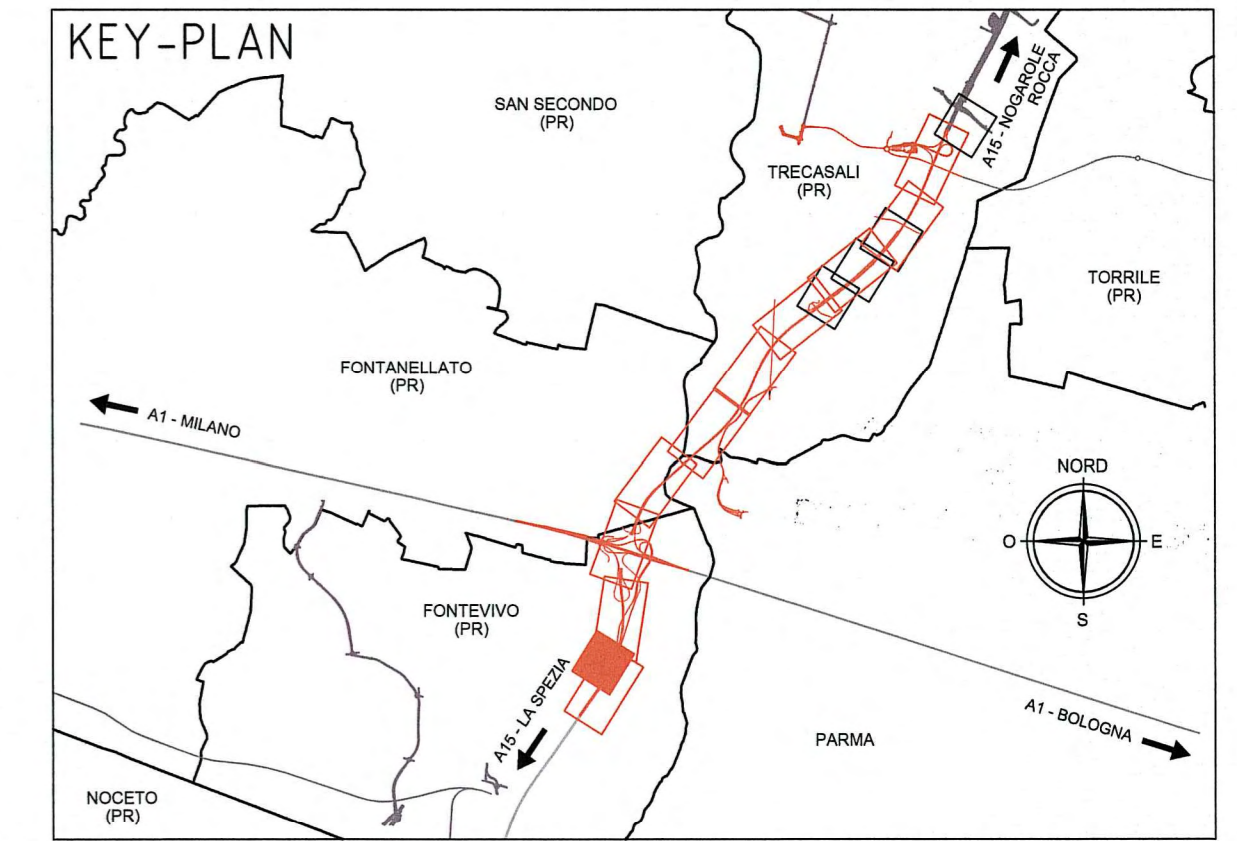 KEY-PLAN
SAN SECONDO
(PR)
A15 - NOGAROLE
ROCCA
TRECASALI
(PR)
TORRILE
(PR)
FONTANELLATO
(PR)
A1 - MILANO
NORD
O
E
S
FONTEVIVO
(PR)
A15 - LA SPEZIA
A1 - BOLOGNA
PARMA
NOCETO
(PR)